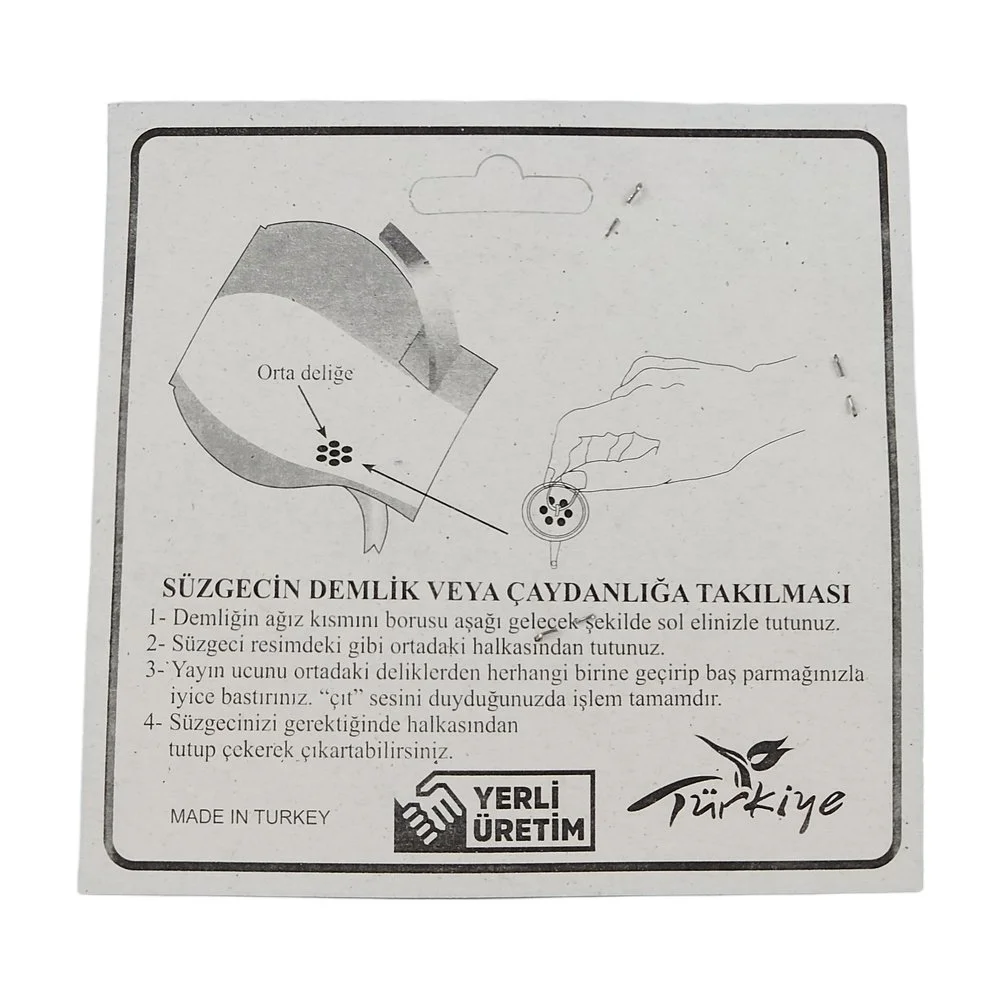 Orta deliğe
SÜZGECİN DEMLİK VEYA ÇAYDANLIĞA TAKILMASI
1- Demliğin ağız kısmını borusu aşağı gelecek şekilde sol elinizle tutunuz.
2- Süzgeci resimdeki gibi ortadaki halkasından tutunuz.
3- Yayın ucunu ortadaki deliklerden herhangi birine geçirip baş parmağınızla
iyice bastırınız. “çıt” sesini duyduğunuzda işlem tamamdır.
4- Süzgecinizi gerektiğinde halkasından
tutup çekerek çıkartabilirsiniz.
MADE IN TURKEY
YERLİ
ÜRETİM
Türkiye